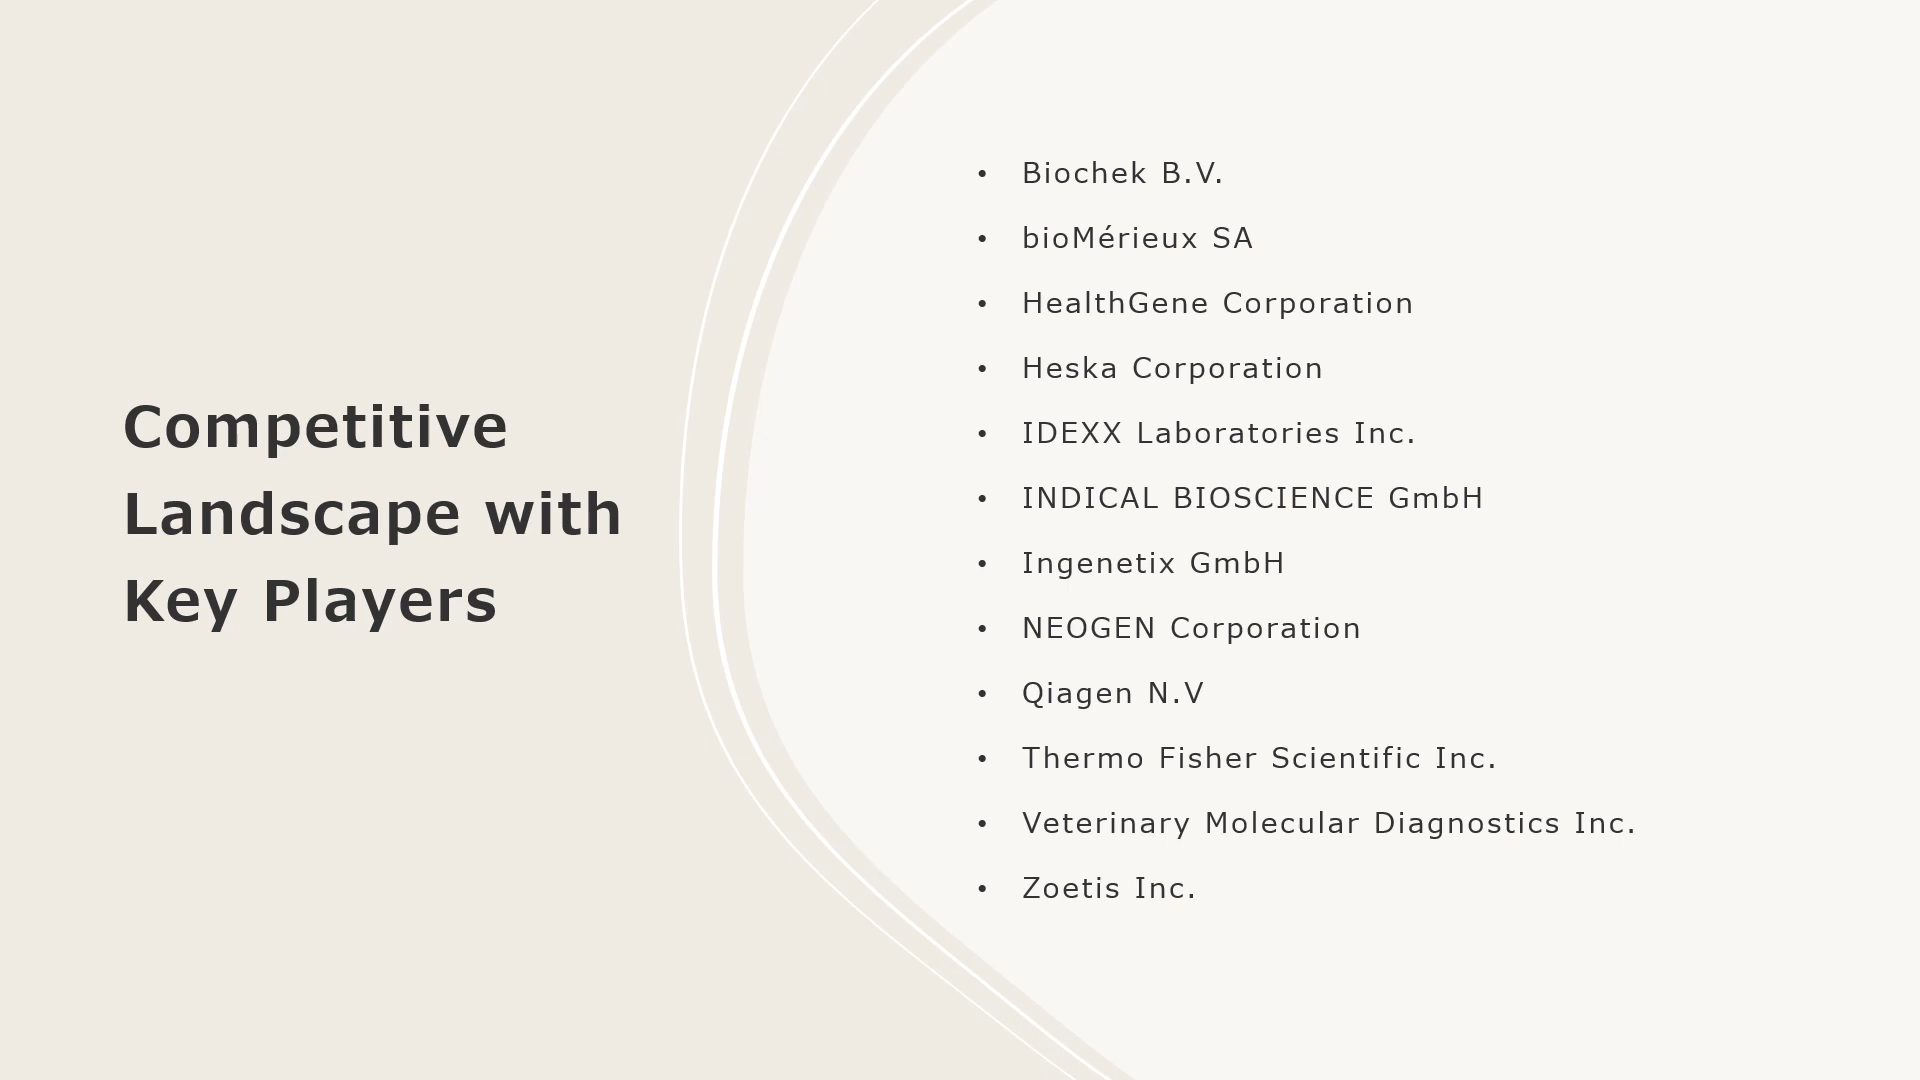 Competitive
Landscape with
Key Players
• Biochek B.V.
• bioMérieux SA
• HealthGene Corporation
• Heska Corporation
• IDEXX Laboratories Inc.
• INDICAL BIOSCIENCE GmbH
• Ingenetix GmbH
• NEOGEN Corporation
• Qiagen N.V
• Thermo Fisher Scientific Inc.
• Veterinary Molecular Diagnostics Inc.
• Zoetis Inc.